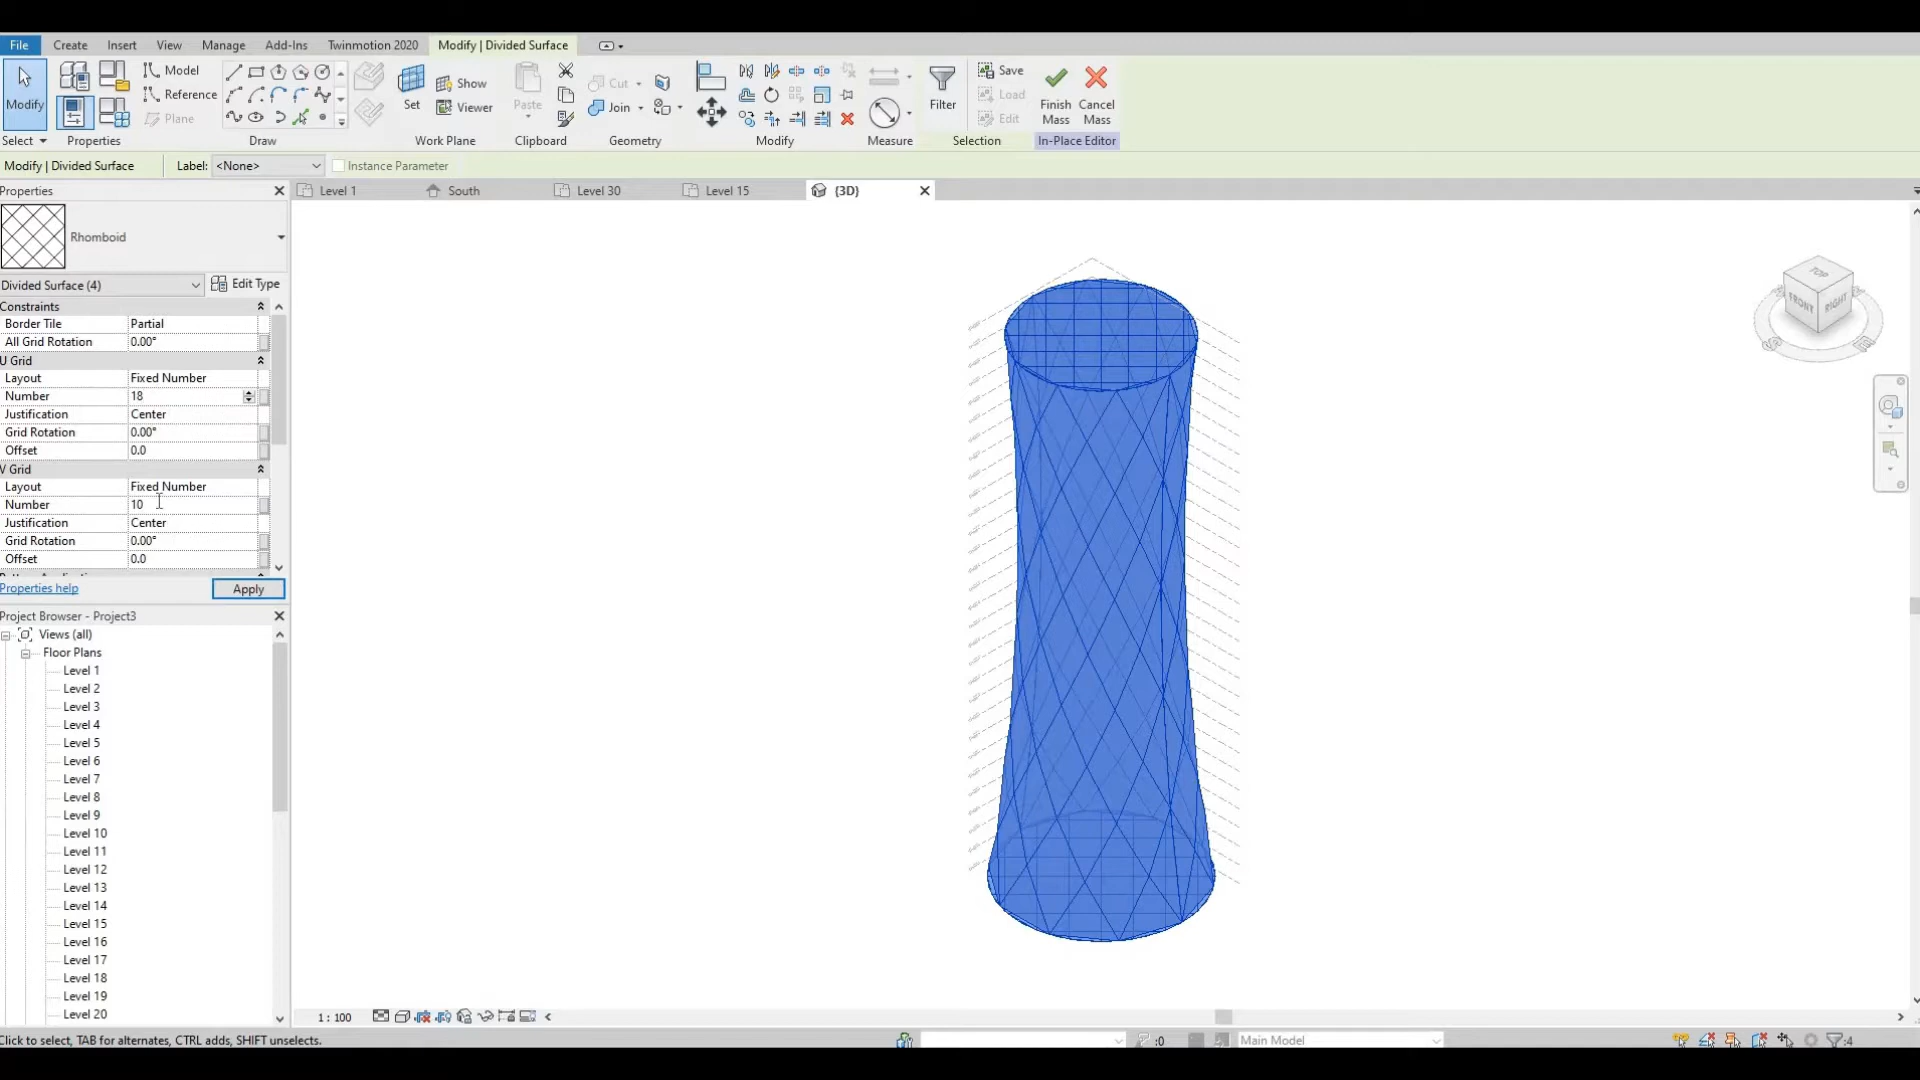 File Create Insert View Manage Add-Ins Twinmotion 2020 Modify | Divided Surface
Modify
Model
Reference
Plane
Set
Show
Viewer
Paste
Cut
Join
Filter
Save
Load
Edit
Finish Mass
Cancel Mass
Select Properties Draw Work Plane Clipboard Geometry Modify Measure Selection In-Place Editor
Modify | Divided Surface Label: <None> Instance Parameter
Properties
Level 1 South Level 30 Level 15 {3D}
Rhomboid
Divided Surface (4) Edit Type
Constraints
Border Tile Partial
All Grid Rotation 0.00°
U Grid
Layout Fixed Number
Number 18
Justification Center
Grid Rotation 0.00°
Offset 0.0
V Grid
Layout Fixed Number
Number 10
Justification Center
Grid Rotation 0.00°
Offset 0.0
Properties help Apply
Project Browser - Project3
Views (all)
Floor Plans
Level 1
Level 2
Level 3
Level 4
Level 5
Level 6
Level 7
Level 8
Level 9
Level 10
Level 11
Level 12
Level 13
Level 14
Level 15
Level 16
Level 17
Level 18
Level 19
Level 20
TOP
FRONT RIGHT
S E
1 : 100
Click to select, TAB for alternates, CTRL adds, SHIFT unselects.
:0 Main Model :4